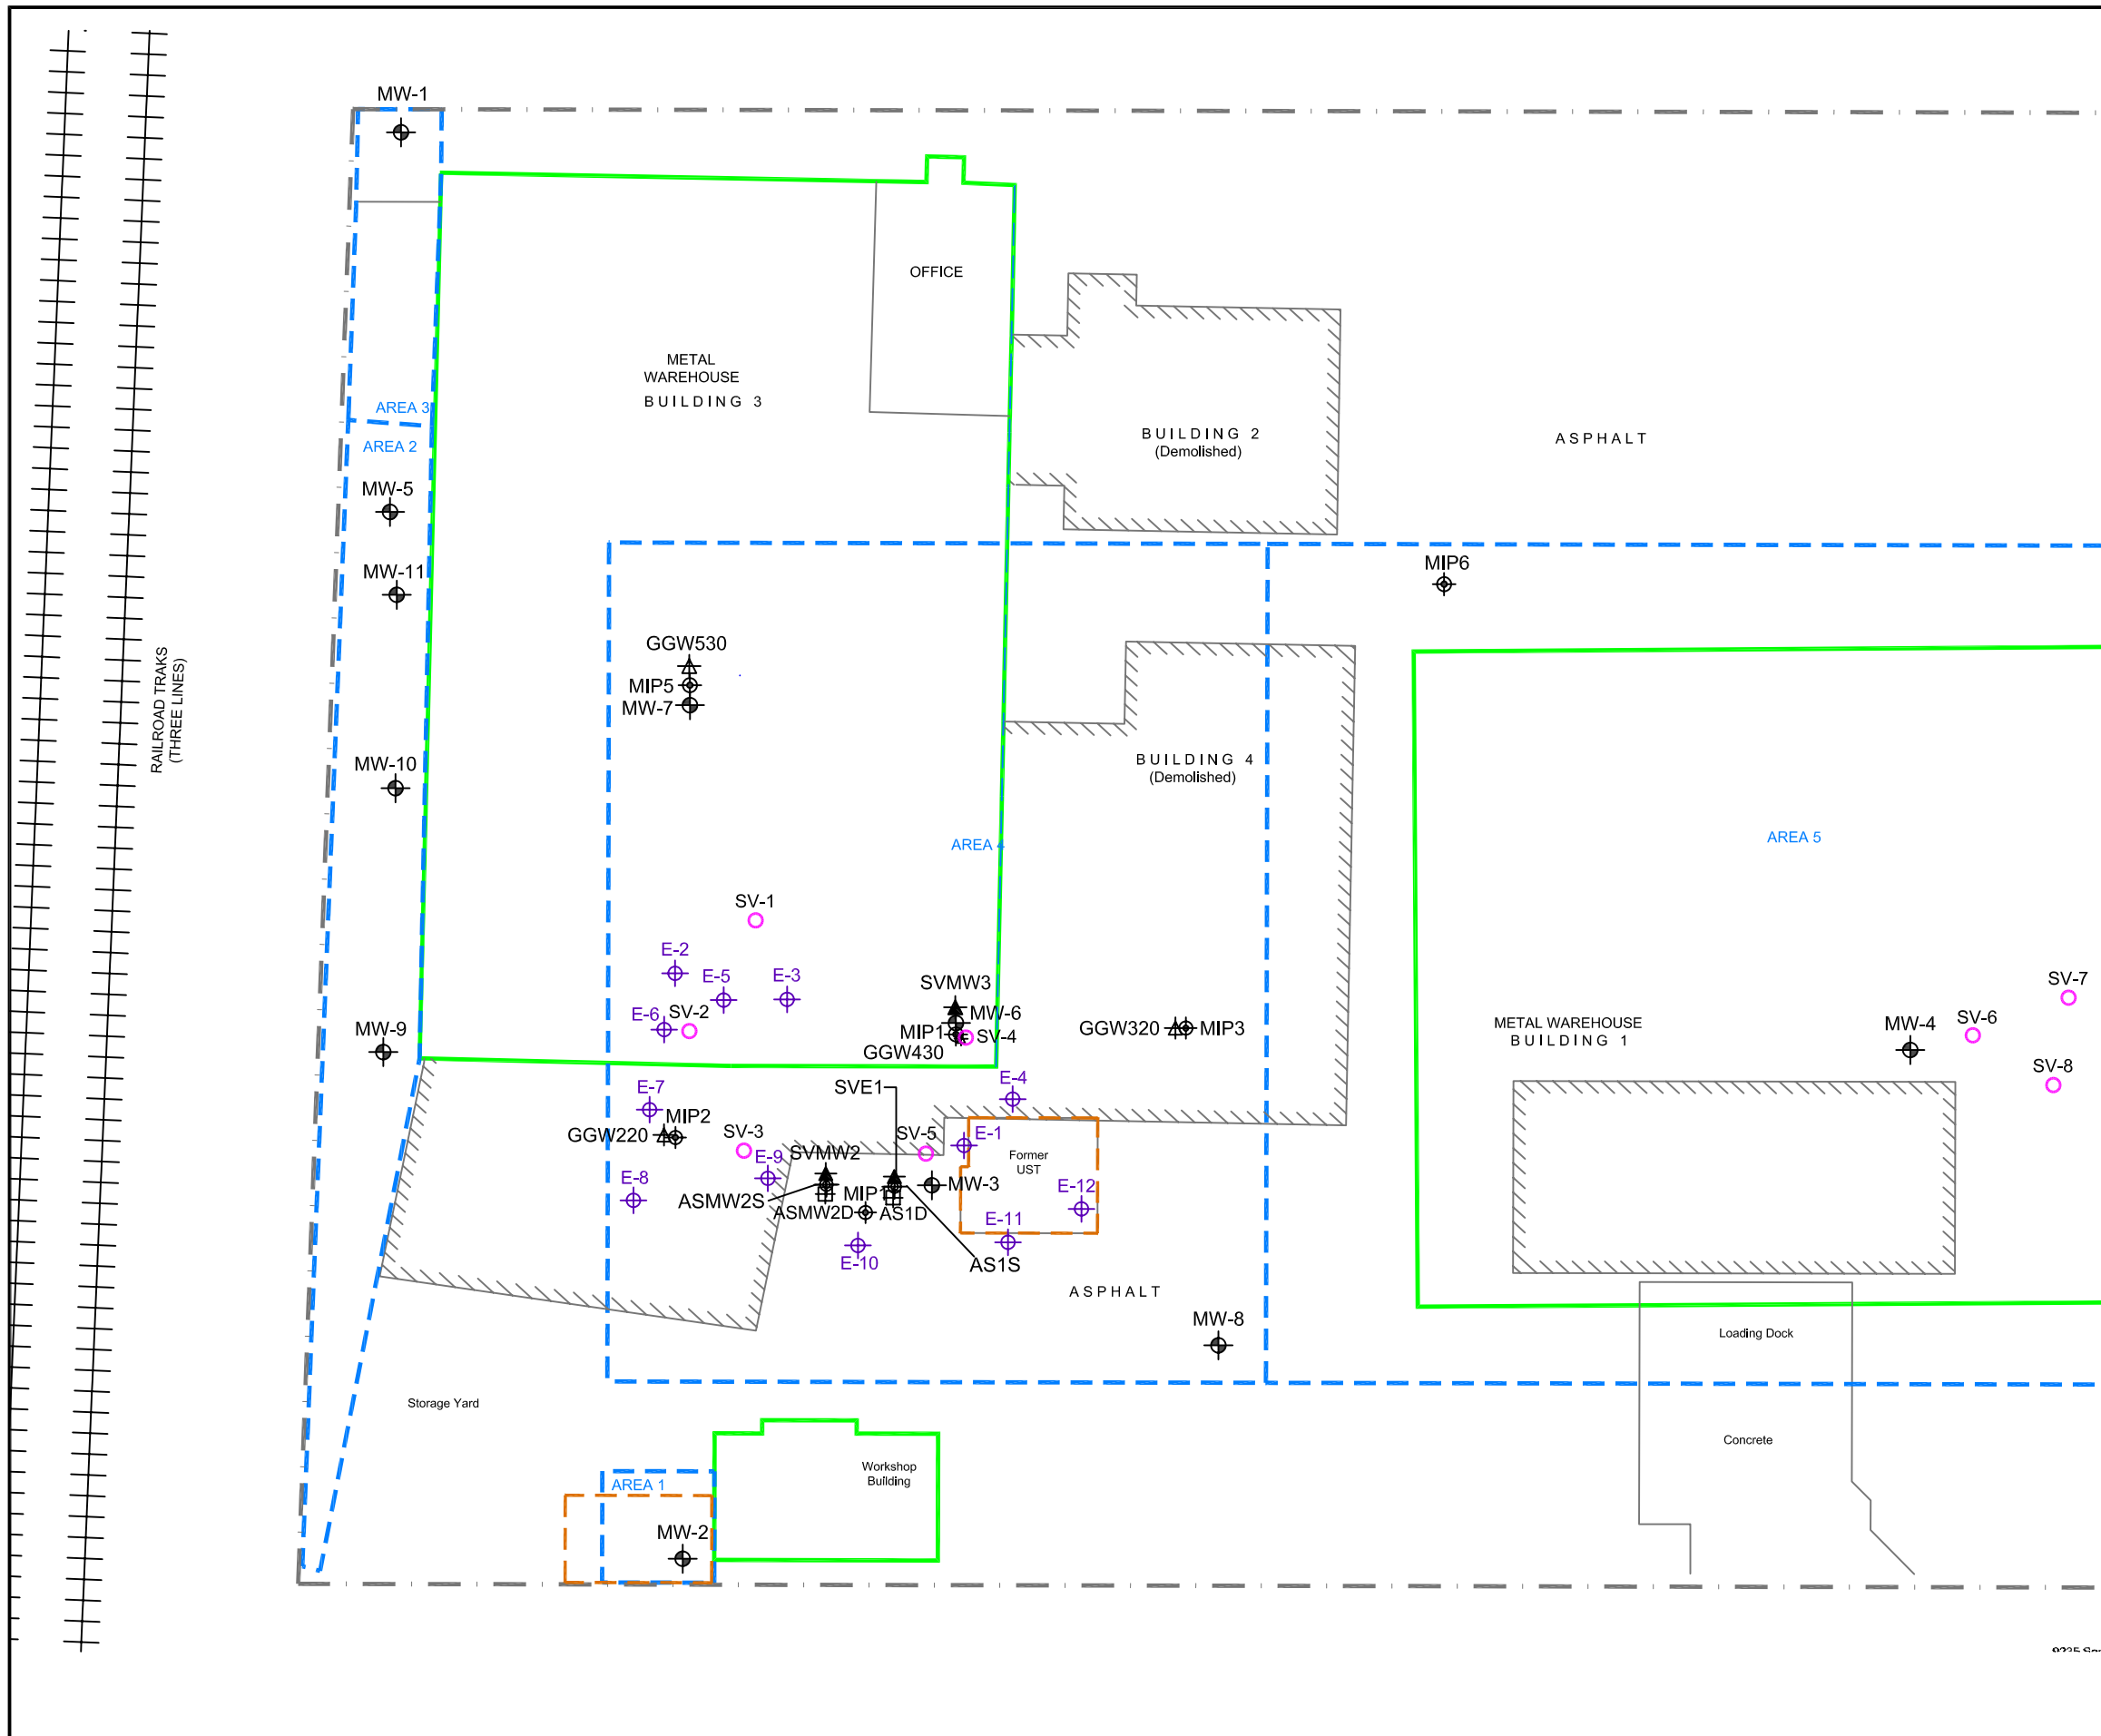 MW-1
OFFICE
METAL
WAREHOUSE
BUILDING 3
AREA 3
AREA 2
BUILDING 2
(Demolished)
ASPHALT
MW-5
MW-11
MIP6
GGW530
MIP5
MW-7
RAILROAD TRAKS
(THREE LINES)
MW-10
BUILDING 4
(Demolished)
AREA 4
AREA 5
SV-1
E-2
E-5
E-3
E-6
SV-2
SVMW3
MW-6
MIP1
SV-4
GGW430
GGW320
MIP3
MW-9
METAL WAREHOUSE
BUILDING 1
MW-4
SV-6
SV-7
SV-8
SVE1
E-4
E-7
MIP2
GGW220
SV-3
SV-5
E-1
Former
UST
SVMW2
E-9
E-8
ASMW2S
MIP1
MW-3
E-12
ASMW2D
AS1D
E-11
E-10
AS1S
ASPHALT
MW-8
Loading Dock
Storage Yard
Concrete
Workshop
Building
AREA 1
MW-2